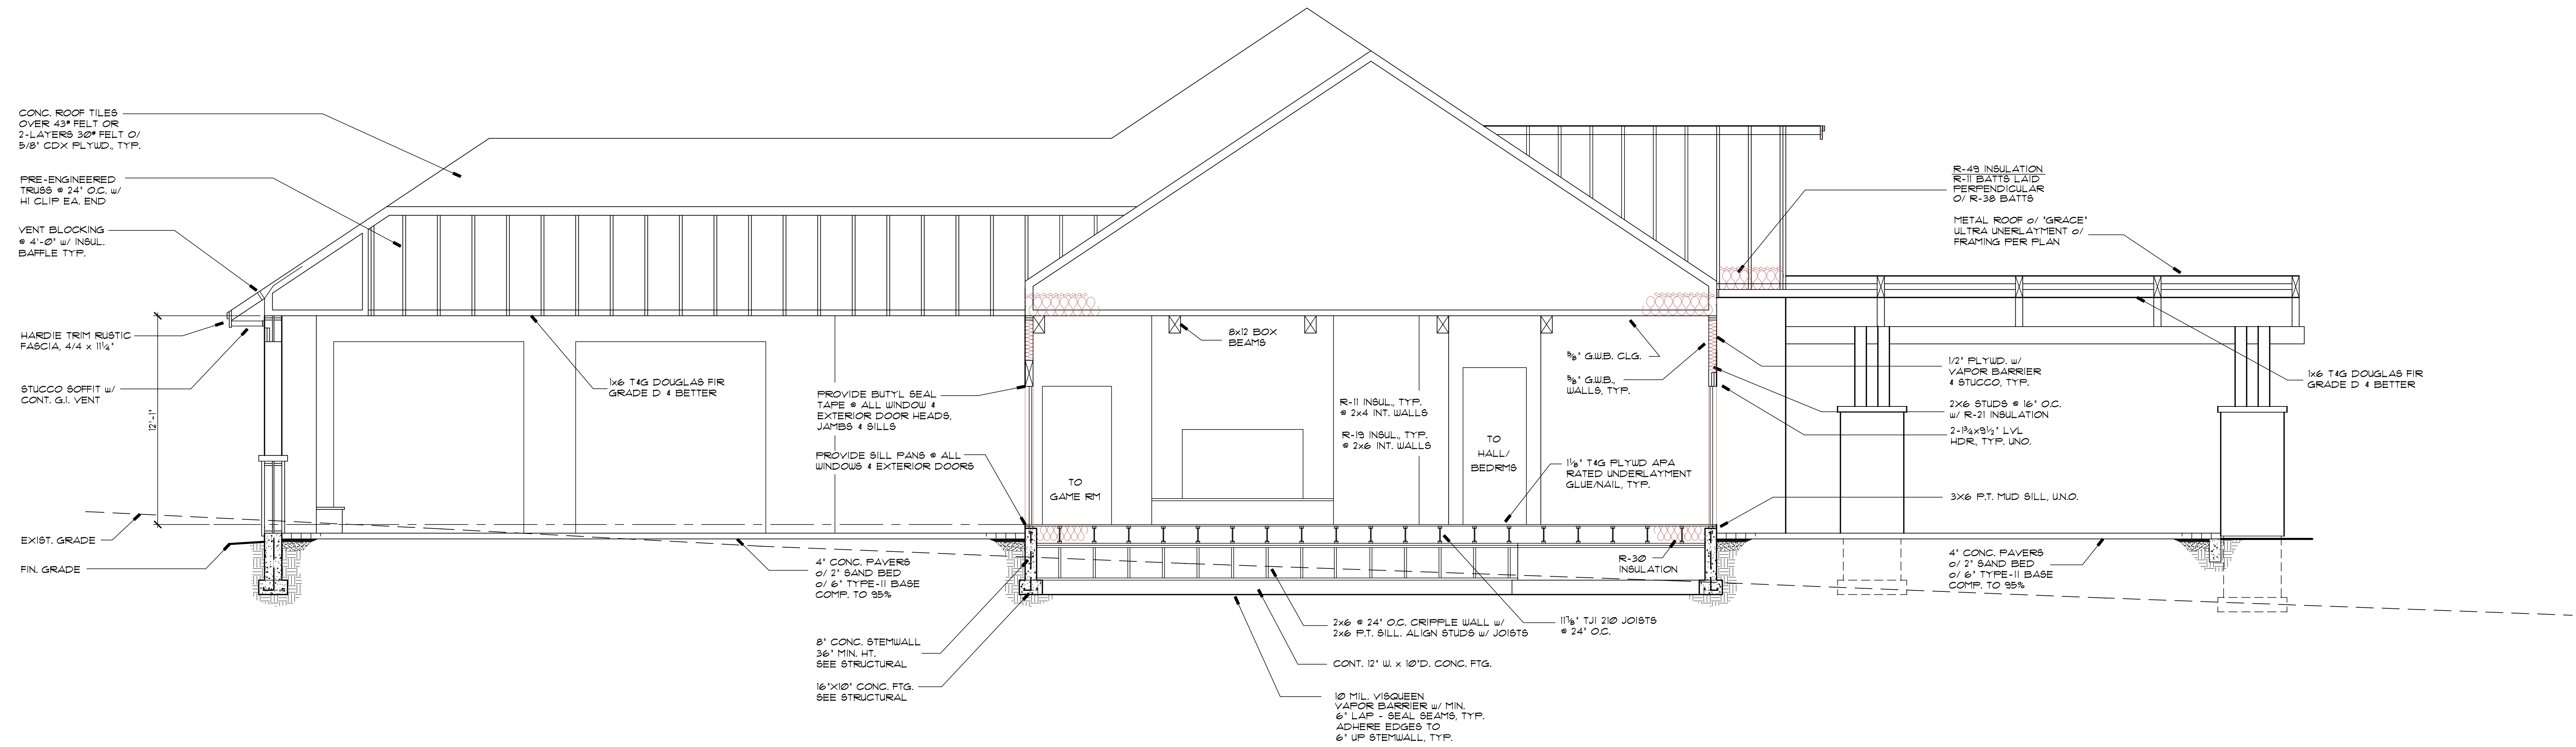 CONC. ROOF TILES
OVER 43# FELT OR
2-LAYERS 30# FELT O/
5/8" CDX PLYWD., TYP.
PRE-ENGINEERED
TRUSS @ 24" O.C. w/
H1 CLIP EA. END
VENT BLOCKING
@ 4'-0" w/ INSUL.
BAFFLE TYP.
HARDIE TRIM RUSTIC
FASCIA, 4/4 x 11¼"
STUCCO SOFFIT w/
CONT. G.I. VENT
12'-1"
EXIST. GRADE
FIN. GRADE
1x6 T&G DOUGLAS FIR
GRADE D & BETTER
PROVIDE BUTYL SEAL
TAPE @ ALL WINDOW &
EXTERIOR DOOR HEADS,
JAMBS & SILLS
PROVIDE SILL PANS @ ALL
WINDOWS & EXTERIOR DOORS
4" CONC. PAVERS
o/ 2" SAND BED
o/ 6" TYPE-II BASE
COMP. TO 95%
8" CONC. STEMWALL
36" MIN. HT.
SEE STRUCTURAL
16"X10" CONC. FTG.
SEE STRUCTURAL
8x12 BOX
BEAMS
TO
GAME RM
R-11 INSUL., TYP.
@ 2x4 INT. WALLS
R-19 INSUL., TYP.
@ 2x6 INT. WALLS
TO
HALL/
BEDRMS
⅝" G.W.B. CLG.
⅝" G.W.B.,
WALLS, TYP.
1⅛" T&G PLYWD APA
RATED UNDERLAYMENT
GLUE/NAIL, TYP.
R-30
INSULATION
2x6 @ 24" O.C. CRIPPLE WALL w/
2x6 P.T. SILL. ALIGN STUDS w/ JOISTS
11⅞" TJI 210 JOISTS
@ 24" O.C.
CONT. 12" W. x 10"D. CONC. FTG.
10 MIL. VISQUEEN
VAPOR BARRIER w/ MIN.
6" LAP - SEAL SEAMS, TYP.
ADHERE EDGES TO
6" UP STEMWALL, TYP.
R-49 INSULATION
R-11 BATTS LAID
PERPENDICULAR
O/ R-38 BATTS
METAL ROOF o/ "GRACE"
ULTRA UNERLAYMENT o/
FRAMING PER PLAN
1/2" PLYWD. w/
VAPOR BARRIER
& STUCCO, TYP.
2X6 STUDS @ 16" O.C.
w/ R-21 INSULATION
2-1¾x9½" LVL
HDR., TYP. UNO.
3X6 P.T. MUD SILL, U.N.O.
4" CONC. PAVERS
o/ 2" SAND BED
o/ 6" TYPE-II BASE
COMP. TO 95%
1x6 T&G DOUGLAS FIR
GRADE D & BETTER